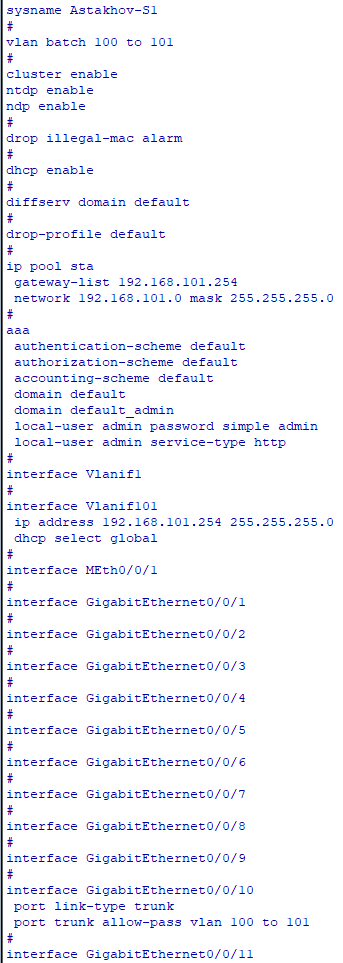 sysname Astakhov-S1
#
vlan batch 100 to 101
#
cluster enable
ntdp enable
ndp enable
#
drop illegal-mac alarm
#
dhcp enable
#
diffserv domain default
#
drop-profile default
#
ip pool sta
 gateway-list 192.168.101.254
 network 192.168.101.0 mask 255.255.255.0
#
aaa
 authentication-scheme default
 authorization-scheme default
 accounting-scheme default
 domain default
 domain default_admin
 local-user admin password simple admin
 local-user admin service-type http
#
interface Vlanif1
#
interface Vlanif101
 ip address 192.168.101.254 255.255.255.0
 dhcp select global
#
interface MEth0/0/1
#
interface GigabitEthernet0/0/1
#
interface GigabitEthernet0/0/2
#
interface GigabitEthernet0/0/3
#
interface GigabitEthernet0/0/4
#
interface GigabitEthernet0/0/5
#
interface GigabitEthernet0/0/6
#
interface GigabitEthernet0/0/7
#
interface GigabitEthernet0/0/8
#
interface GigabitEthernet0/0/9
#
interface GigabitEthernet0/0/10
 port link-type trunk
 port trunk allow-pass vlan 100 to 101
#
interface GigabitEthernet0/0/11